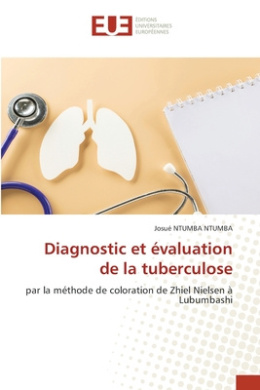 EUE
ÉDITIONS
UNIVERSITAIRES
EUROPÉENNES
Josué NTUMBA NTUMBA
Diagnostic et évaluation
de la tuberculose
par la méthode de coloration de Zhiel Nielsen à
Lubumbashi